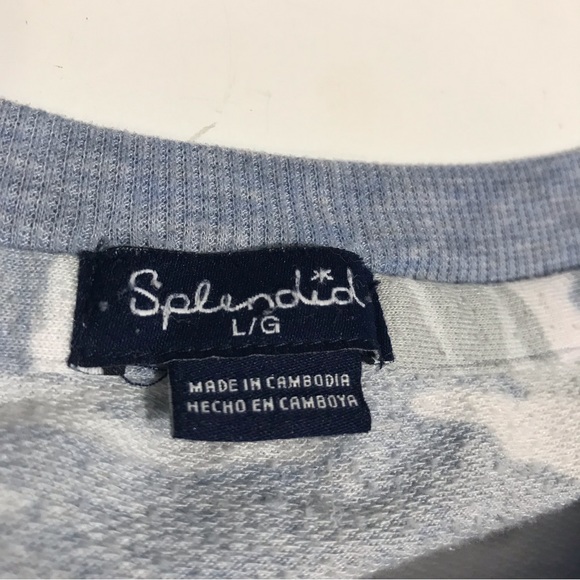 Splendid
L/G
MADE IN CAMBODIA
HECHO EN CAMBOYA